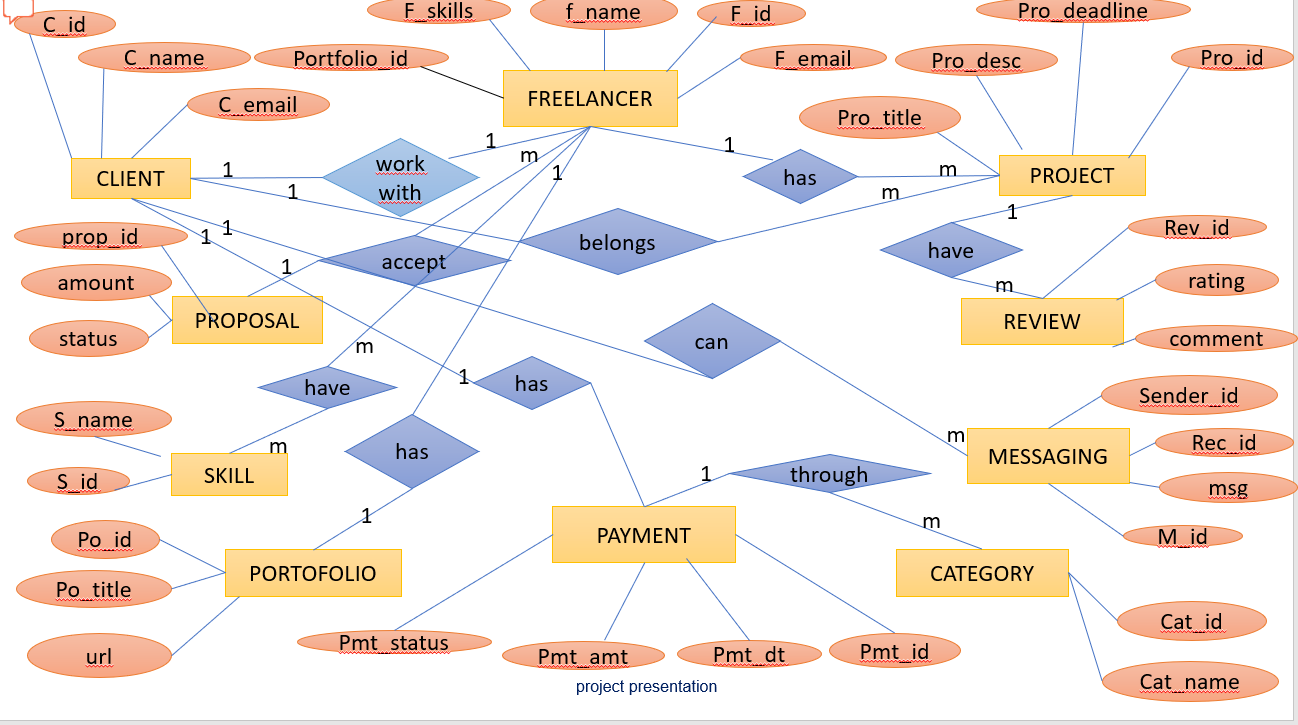 F_skills
f_name
F_id
Pro_deadline
C_id
C_name
Portfolio_id
F_email
Pro_desc
Pro_id
C_email
FREELANCER
Pro_title
1
m
1
work
with
1
CLIENT
1
1
1
has
m
m
PROJECT
1
prop_id
1
1
belongs
have
Rev_id
1
accept
amount
m
rating
PROPOSAL
status
REVIEW
comment
can
m
have
1
has
Sender_id
S_name
m
m
Rec_id
has
MESSAGING
SKILL
S_id
1
through
msg
1
m
Po_id
PAYMENT
M_id
PORTOFOLIO
CATEGORY
Po_title
Cat_id
Pmt_status
Pmt_amt
Pmt_dt
Pmt_id
url
Cat_name
project presentation